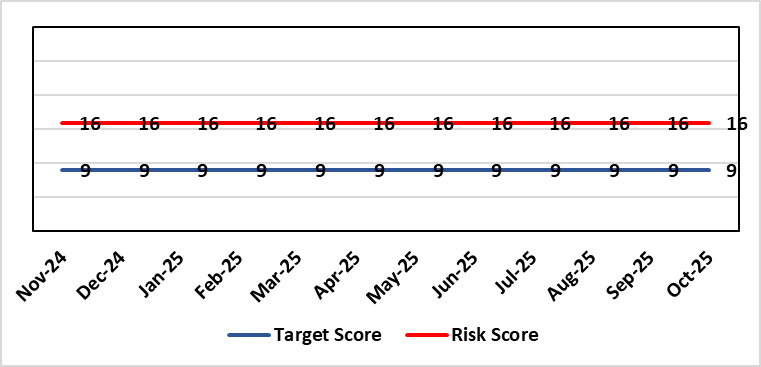 16 16 16 16 16 16 16 16 16 16 16 16
9 9 9 9 9 9 9 9 9 9 9 9
Nov-24 Dec-24 Jan-25 Feb-25 Mar-25 Apr-25 May-25 Jun-25 Jul-25 Aug-25 Sep-25 Oct-25
Target Score Risk Score